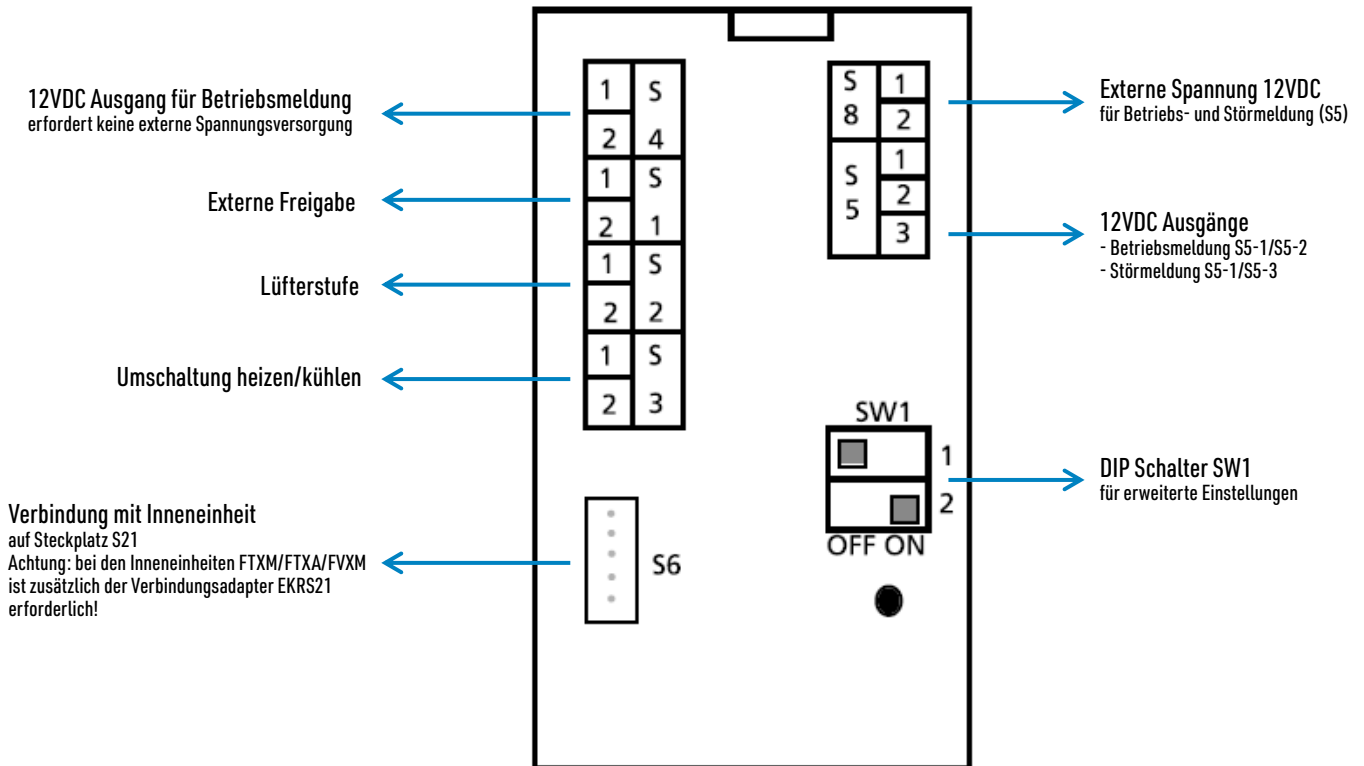 12VDC Ausgang für Betriebsmeldung
erfordert keine externe Spannungsversorgung
Externe Freigabe
Lüfterstufe
Umschaltung heizen/kühlen
Verbindung mit Inneneinheit
auf Steckplatz S21
Achtung: bei den Inneneinheiten FTXM/FTXA/FVXM
ist zusätzlich der Verbindungsadapter EKRS21
erforderlich!
1 S
2 4
1 S
2 1
1 S
2 2
1 S
2 3
S6
S 1
8 2
1
S 2
5 3
SW1
1
2
OFF ON
Externe Spannung 12VDC
für Betriebs- und Störmeldung (S5)
12VDC Ausgänge
- Betriebsmeldung S5-1/S5-2
- Störmeldung S5-1/S5-3
DIP Schalter SW1
für erweiterte Einstellungen